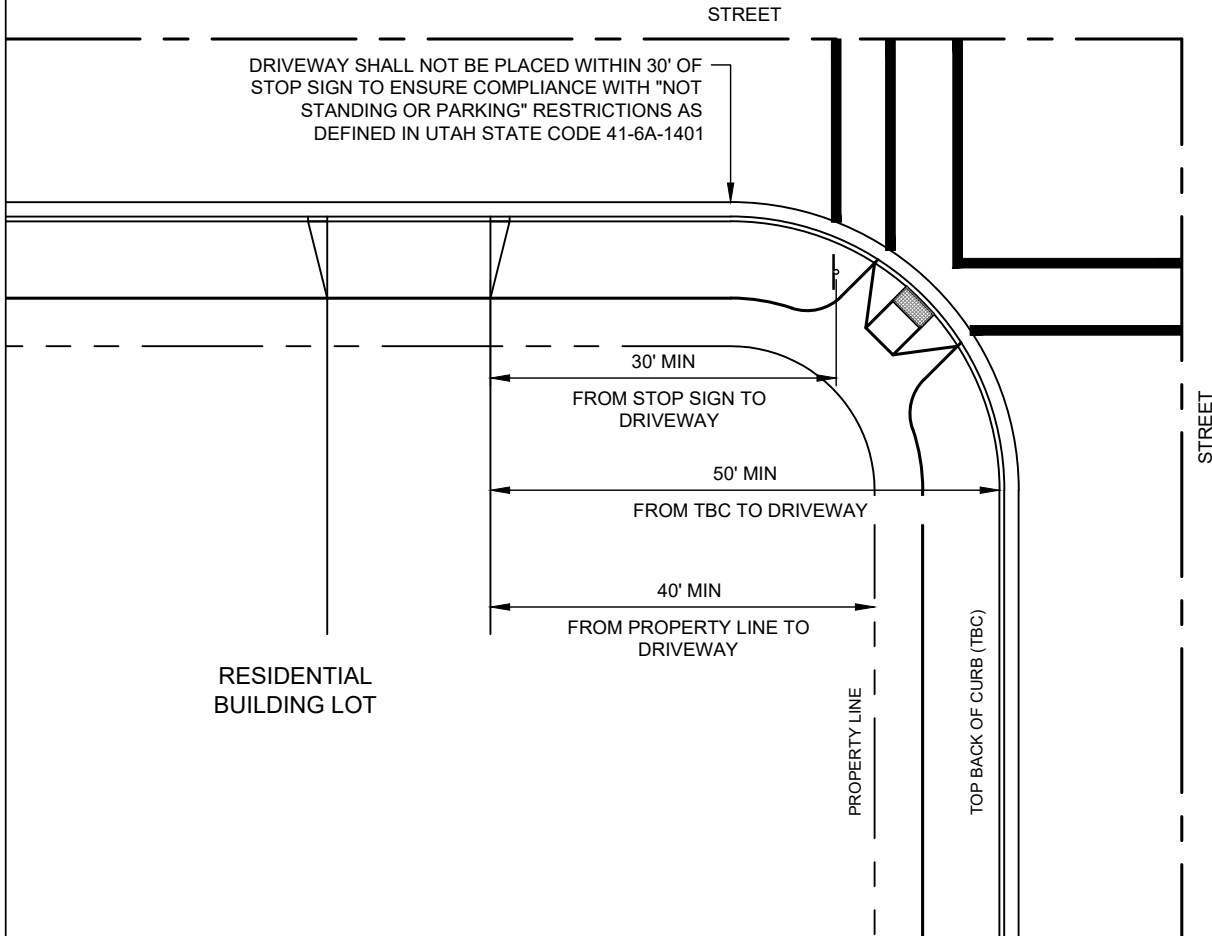 STREET
DRIVEWAY SHALL NOT BE PLACED WITHIN 30' OF
STOP SIGN TO ENSURE COMPLIANCE WITH "NOT
STANDING OR PARKING" RESTRICTIONS AS
DEFINED IN UTAH STATE CODE 41-6A-1401
30' MIN
FROM STOP SIGN TO
DRIVEWAY
STREET
50' MIN
FROM TBC TO DRIVEWAY
40' MIN
FROM PROPERTY LINE TO
DRIVEWAY
RESIDENTIAL
BUILDING LOT
PROPERTY LINE
TOP BACK OF CURB (TBC)